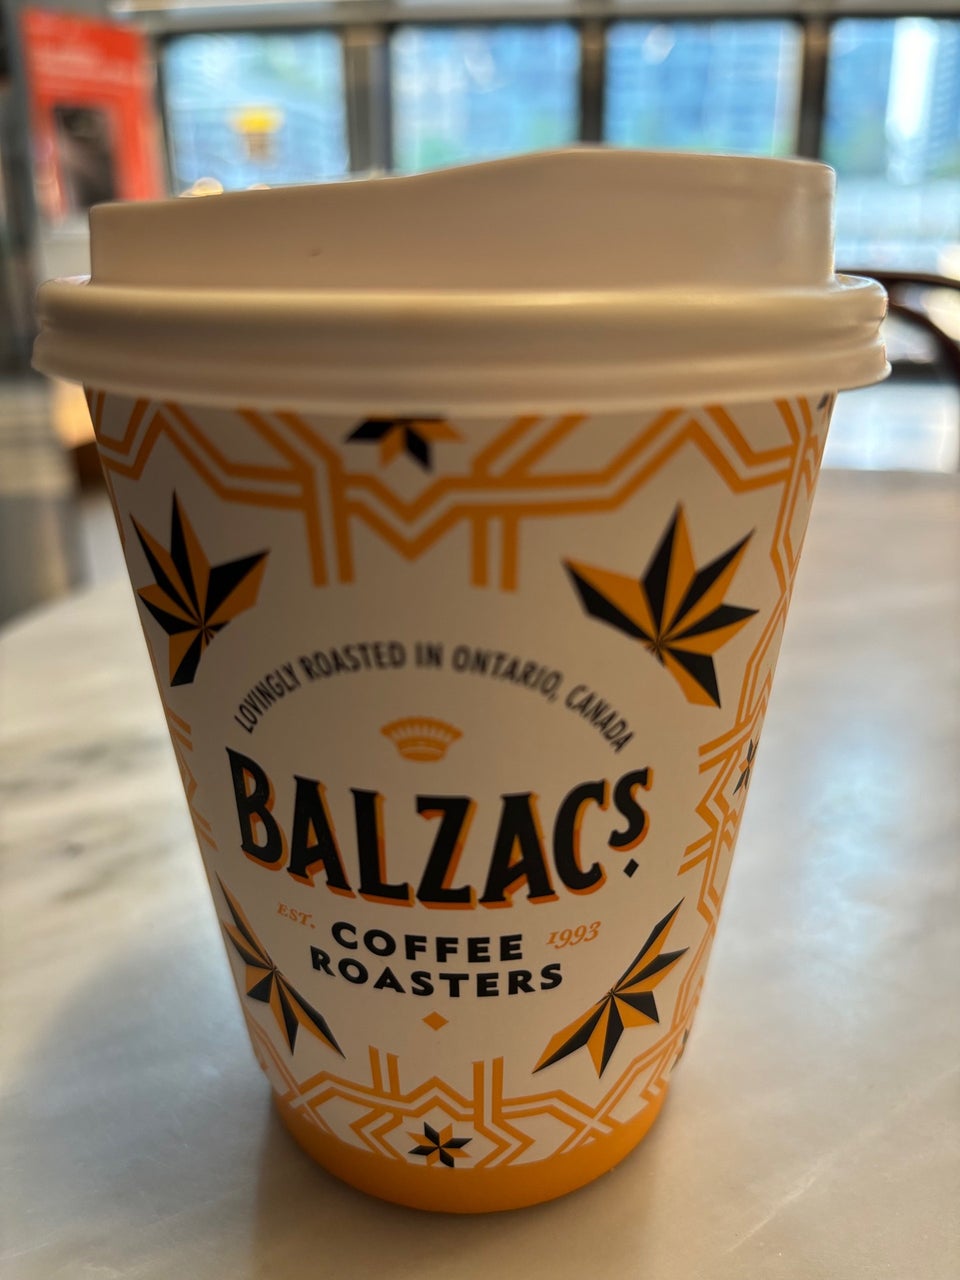 LOVINGLY ROASTED IN ONTARIO, CANADA
BALZAC'S
EST. 1993
COFFEE
ROASTERS